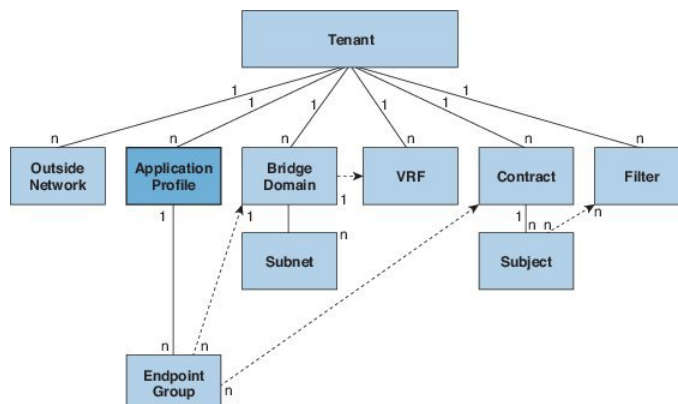 Tenant
1
1
1
1
1
1
n
n
n
n
n
n
Outside
Network
Application
Profile
Bridge
Domain
VRF
Contract
Filter
1
1
1
1
n
n
n
n
Subnet
Subject
n
n
Endpoint
Group
n